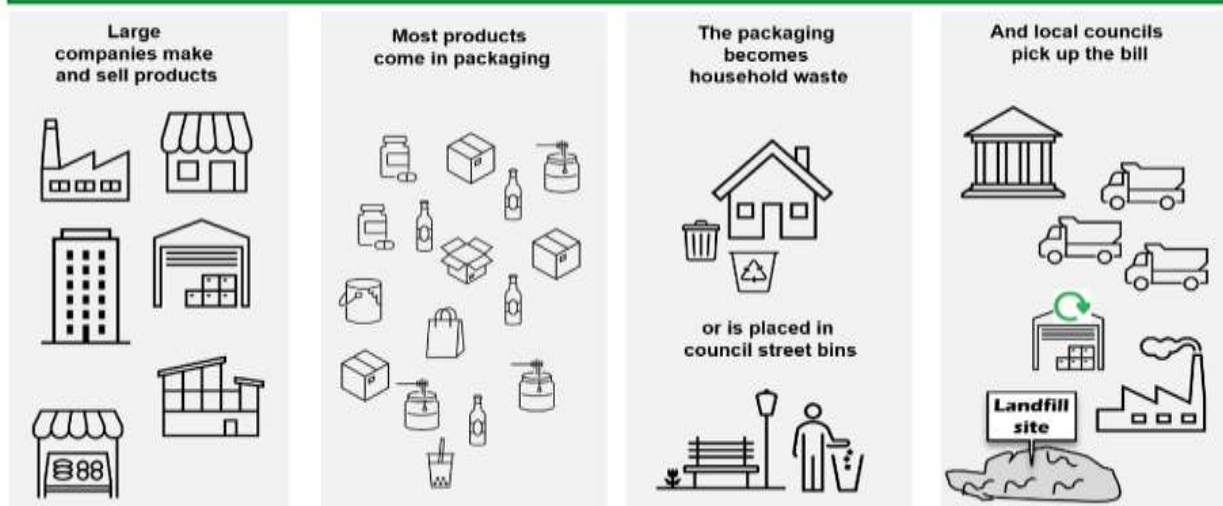 Large
companies make
and sell products
Most products
come in packaging
The packaging
becomes
household waste
or is placed in
council street bins
And local councils
pick up the bill
Landfill
site